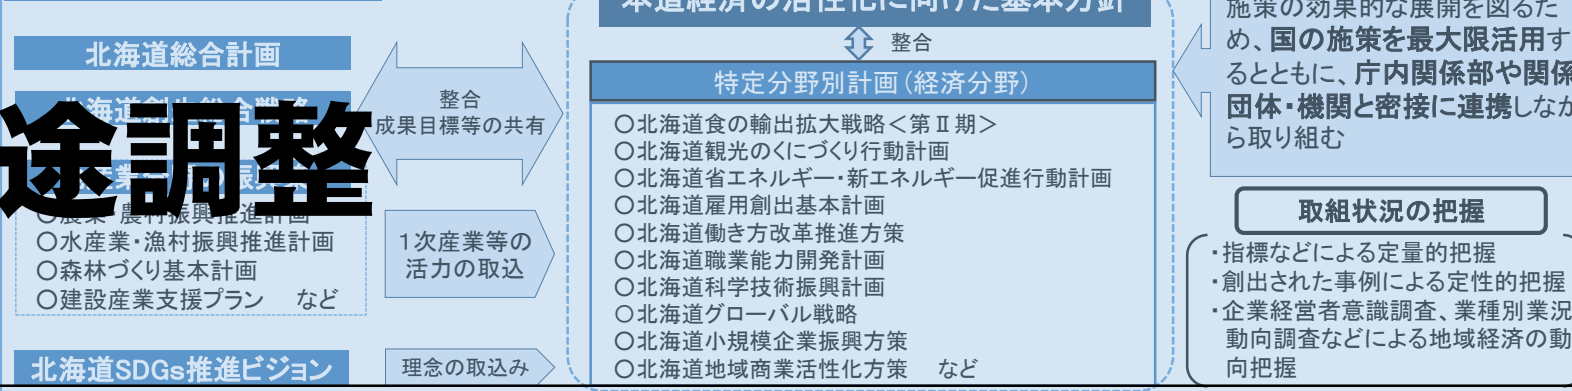 本道経済の活性化に向けた基本方針
整合
北海道総合計画
北海道創生総合戦略
途調整
○農業・農村振興推進計画
○水産業・漁村振興推進計画
○森林づくり基本計画
○建設産業支援プラン　など
北海道SDGs推進ビジョン
整合
成果目標等の共有
１次産業等の
活力の取込
理念の取込み
特定分野別計画（経済分野）
○北海道食の輸出拡大戦略＜第Ⅱ期＞
○北海道観光のくにづくり行動計画
○北海道省エネルギー・新エネルギー促進行動計画
○北海道雇用創出基本計画
○北海道働き方改革推進方策
○北海道職業能力開発計画
○北海道科学技術振興計画
○北海道グローバル戦略
○北海道小規模企業振興方策
○北海道地域商業活性化方策　など
施策の効果的な展開を図るた
め、国の施策を最大限活用す
るとともに、庁内関係部や関係
団体・機関と密接に連携しなが
ら取り組む
取組状況の把握
・指標などによる定量的把握
・創出された事例による定性的把握
・企業経営者意識調査、業種別業況
動向調査などによる地域経済の動
向把握